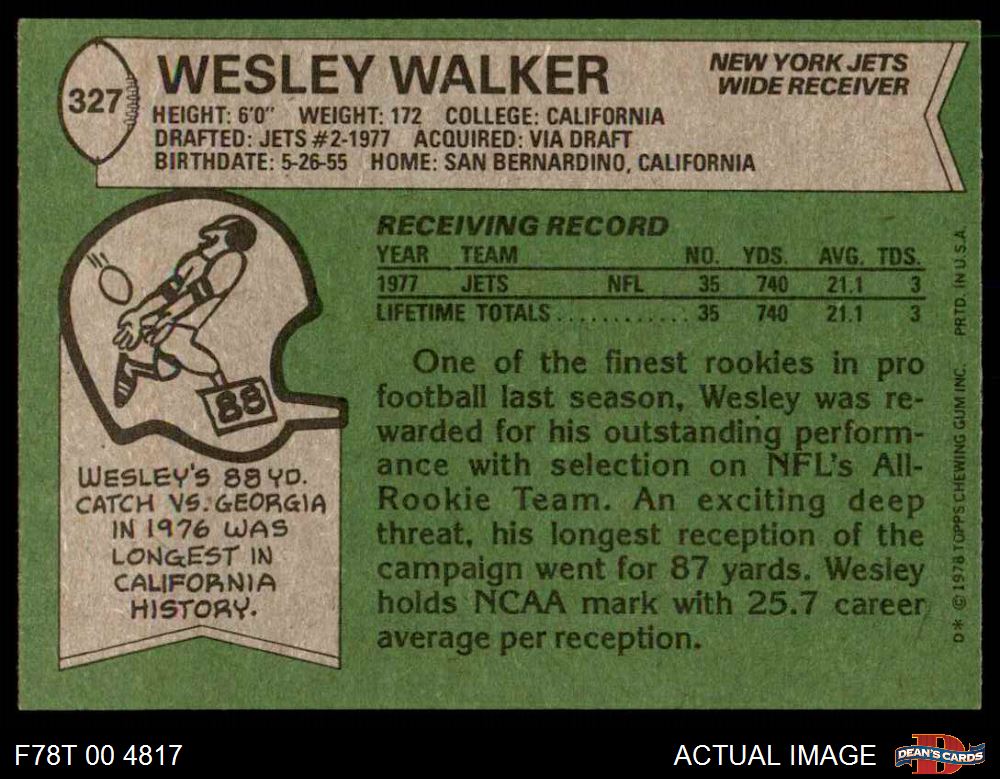 327
WESLEY WALKER
NEW YORK JETS
WIDE RECEIVER
HEIGHT: 6'0" WEIGHT: 172 COLLEGE: CALIFORNIA
DRAFTED: JETS #2-1977 ACQUIRED: VIA DRAFT
BIRTHDATE: 5-26-55 HOME: SAN BERNARDINO, CALIFORNIA
88
WESLEY'S 88 YD.
CATCH VS. GEORGIA
IN 1976 WAS
LONGEST IN
CALIFORNIA
HISTORY.
RECEIVING RECORD
YEAR TEAM NO. YDS. AVG. TDS.
1977 JETS NFL 35 740 21.1 3
LIFETIME TOTALS............ 35 740 21.1 3
One of the finest rookies in pro
football last season, Wesley was re-
warded for his outstanding perform-
ance with selection on NFL's All-
Rookie Team. An exciting deep
threat, his longest reception of the
campaign went for 87 yards. Wesley
holds NCAA mark with 25.7 career
average per reception.
D* © 1978 TOPPS CHEWING GUM INC. PRTD. IN U.S.A.
F78T 00 4817
ACTUAL IMAGE
D
DEAN'S CARDS